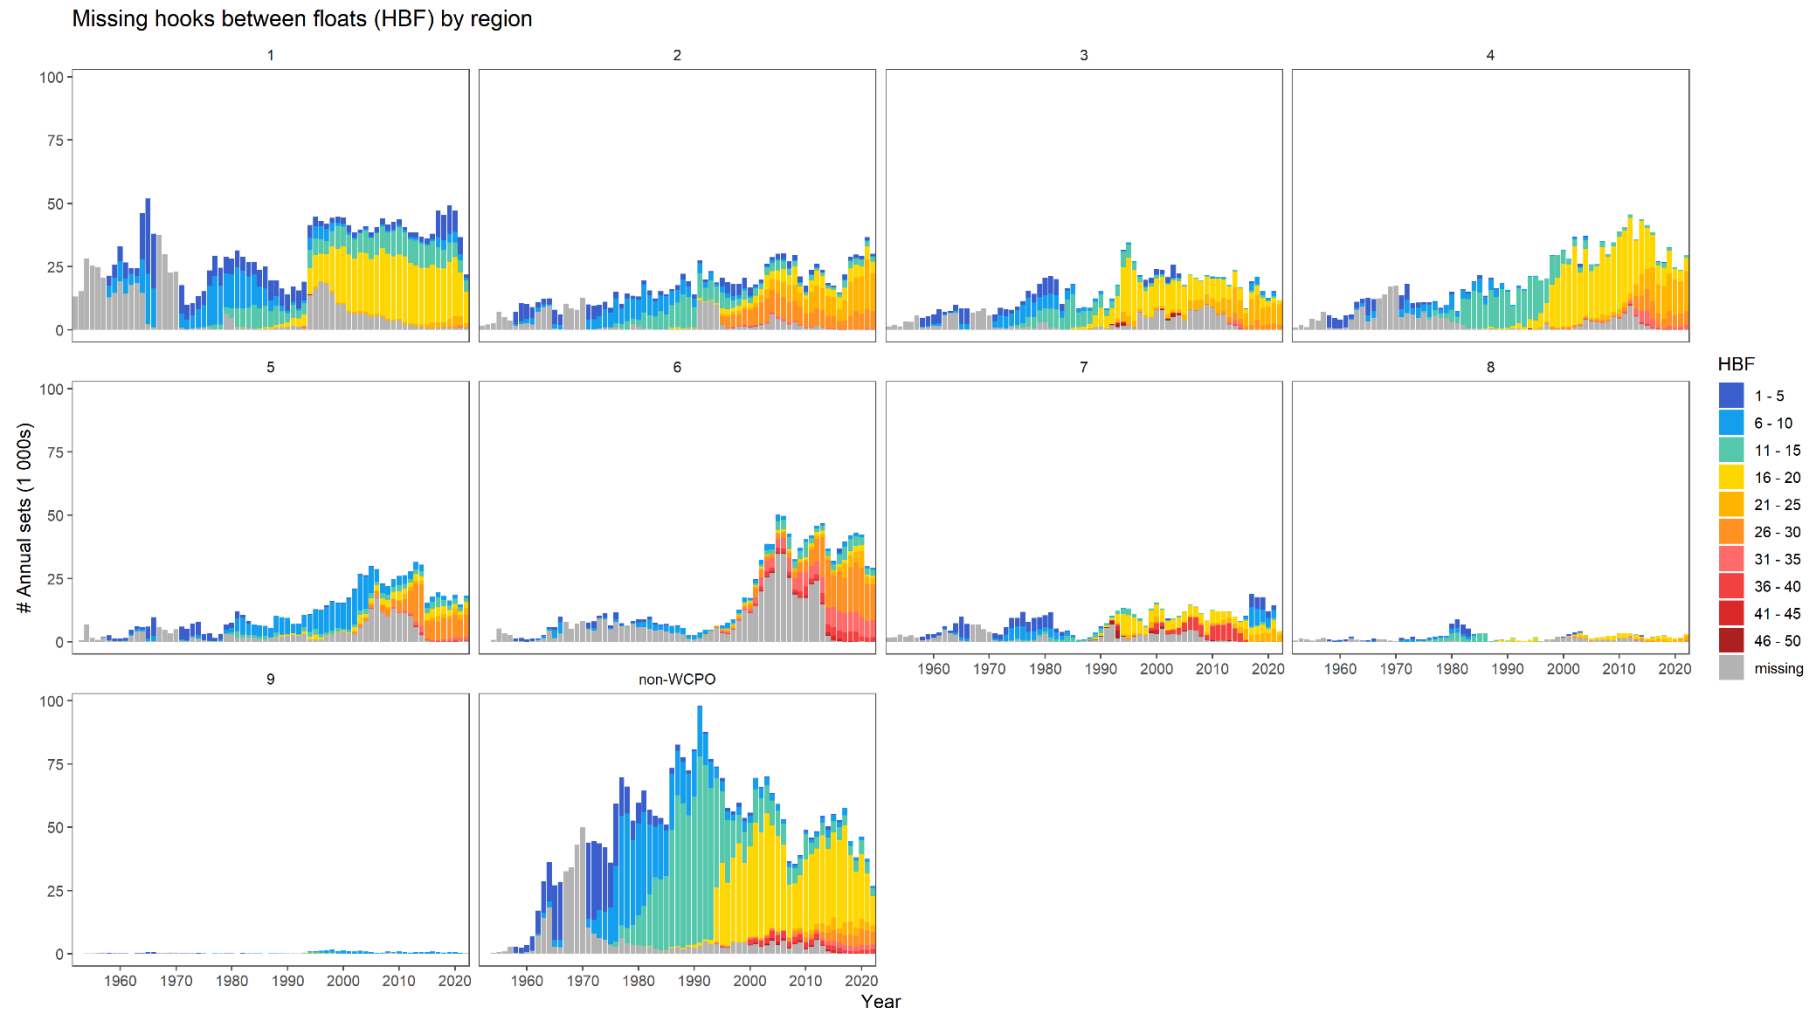 Missing hooks between floats (HBF) by region
1
2
3
4
100
75
50
25
0
5
6
7
8
100
75
50
25
0
1960 1970 1980 1990 2000 2010 2020
1960 1970 1980 1990 2000 2010 2020
9
non-WCPO
100
75
50
25
0
1960 1970 1980 1990 2000 2010 2020
1960 1970 1980 1990 2000 2010 2020
# Annual sets (1 000s)
Year
HBF
1 - 5
6 - 10
11 - 15
16 - 20
21 - 25
26 - 30
31 - 35
36 - 40
41 - 45
46 - 50
missing